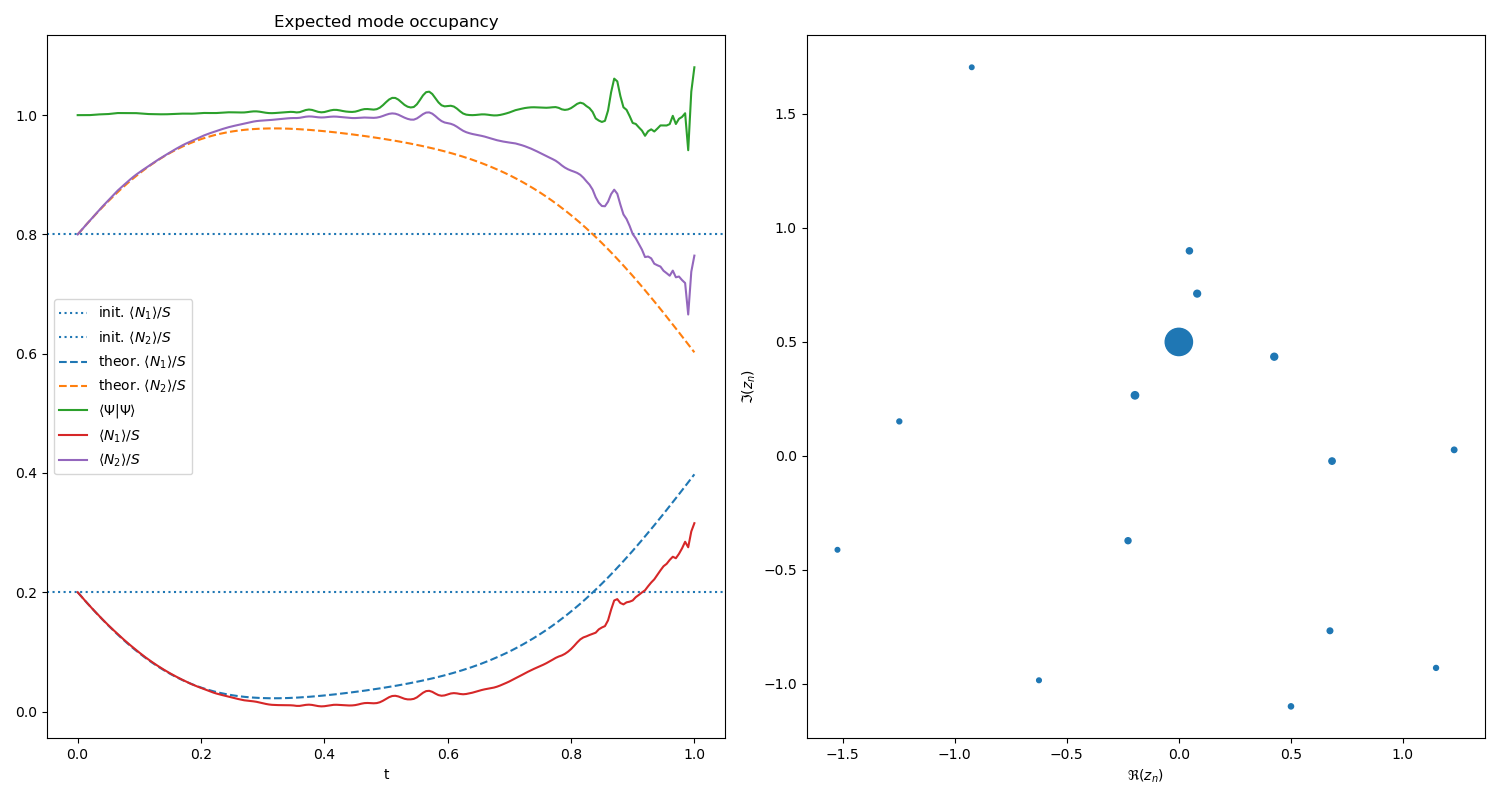 Expected mode occupancy
1.0
0.8
0.6
0.4
0.2
0.0
init. ⟨N₁⟩/S
init. ⟨N₂⟩/S
theor. ⟨N₁⟩/S
theor. ⟨N₂⟩/S
⟨Ψ|Ψ⟩
⟨N₁⟩/S
⟨N₂⟩/S
0.0 0.2 0.4 0.6 0.8 1.0
t
ℑ(zₙ)
1.5
1.0
0.5
0.0
−0.5
−1.0
−1.5 −1.0 −0.5 0.0 0.5 1.0
ℜ(zₙ)